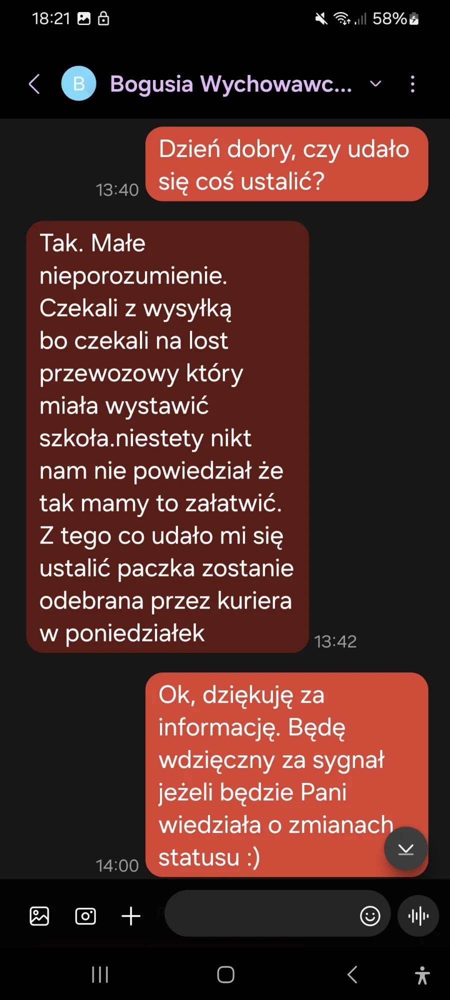 18:21 58%
B Bogusia Wychowawc...
Dzień dobry, czy udało
się coś ustalić?
13:40
Tak. Małe
nieporozumienie.
Czekali z wysyłką
bo czekali na lost
przewozowy który
miała wystawić
szkoła.niestety nikt
nam nie powiedział że
tak mamy to załatwić.
Z tego co udało mi się
ustalić paczka zostanie
odebrana przez kuriera
w poniedziałek
13:42
Ok, dziękuję za
informację. Będę
wdzięczny za sygnał
jeżeli będzie Pani
wiedziała o zmianach
statusu :)
14:00